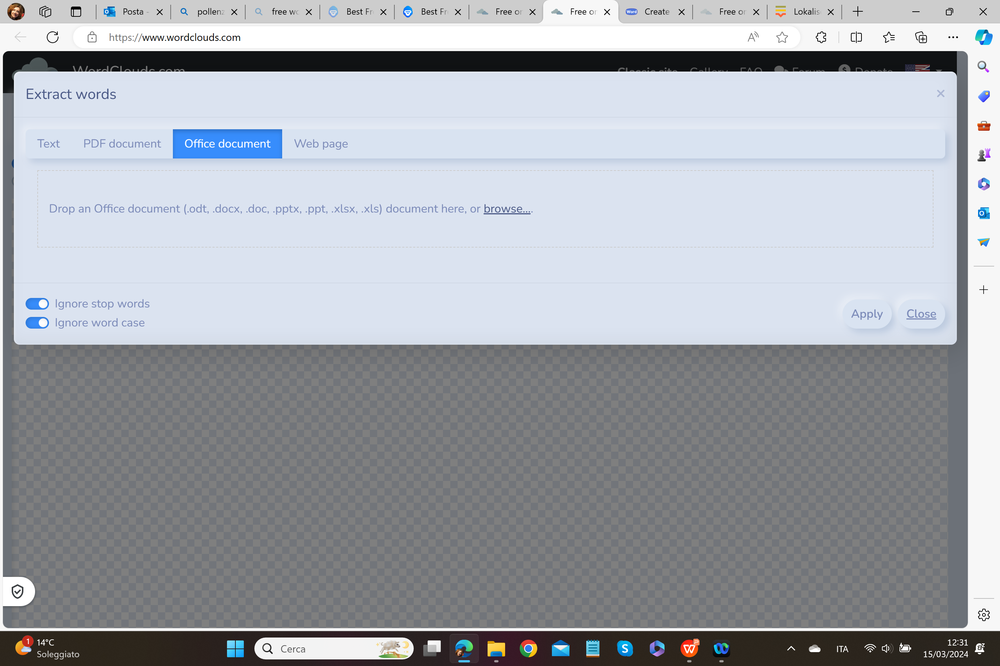 Posta -
pollenz
free wo
Best Fr
Best Fr
Free or
Free or
Word
Create
Free or
Lokalis
https://www.wordclouds.com
WordClouds.com
Classic site
Gallery
FAQ
Forum
Donate
Extract words
Text
PDF document
Office document
Web page
Drop an Office document (.odt, .docx, .doc, .pptx, .ppt, .xlsx, .xls) document here, or browse....
Ignore stop words
Ignore word case
Apply
Close
1
14°C
Soleggiato
Cerca
ITA
12:31
15/03/2024